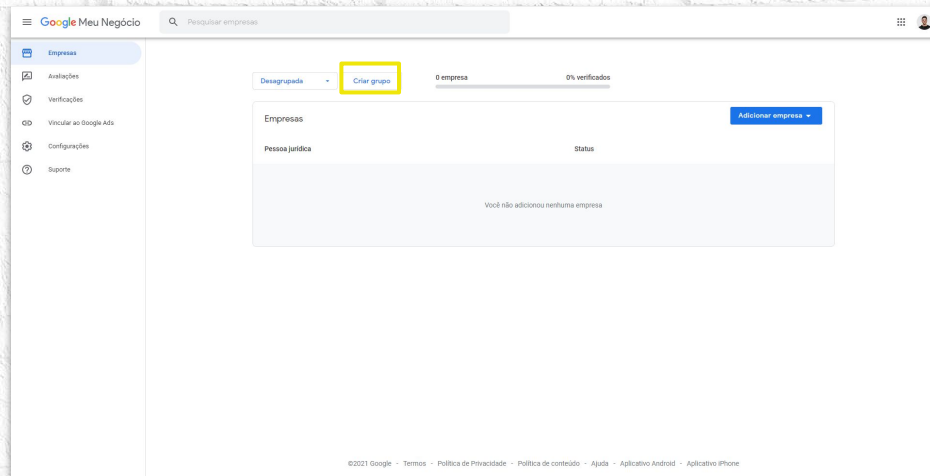 Google Meu Negócio
Pesquisar empresas
Empresas
Avaliações
Verificações
Vincular ao Google Ads
Configurações
Suporte
Desagrupada
Criar grupo
0 empresa
0% verificados
Empresas
Adicionar empresa
Pessoa jurídica
Status
Você não adicionou nenhuma empresa
©2021 Google - Termos - Política de Privacidade - Política de conteúdo - Ajuda - Aplicativo Android - Aplicativo iPhone